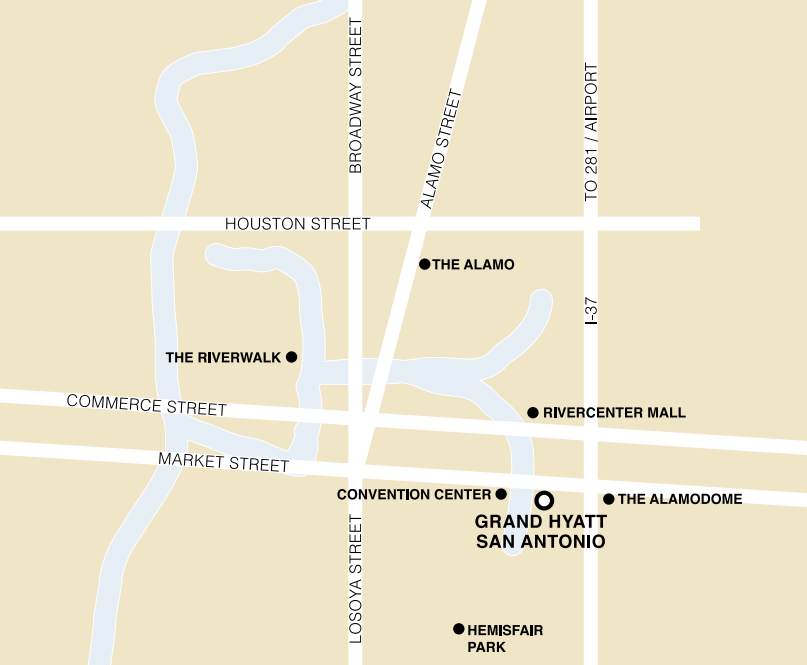 BROADWAY STREET
ALAMO STREET
TO 281 / AIRPORT
HOUSTON STREET
THE ALAMO
I-37
THE RIVERWALK
COMMERCE STREET
RIVERCENTER MALL
MARKET STREET
CONVENTION CENTER
THE ALAMODOME
GRAND HYATT
SAN ANTONIO
LOSOYA STREET
HEMISFAIR
PARK